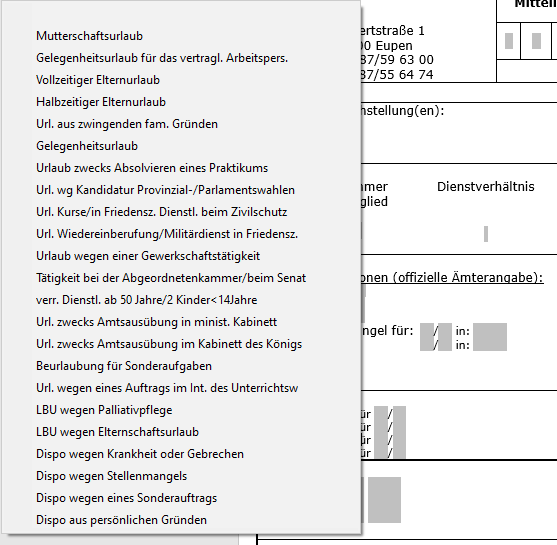 Mutterschaftsurlaub
Gelegenheitsurlaub für das vertragl. Arbeitspers.
Vollzeitiger Elternurlaub
Halbzeitiger Elternurlaub
Url. aus zwingenden fam. Gründen
Gelegenheitsurlaub
Urlaub zwecks Absolvieren eines Praktikums
Url. wg Kandidatur Provinzial-/Parlamentswahlen
Url. Kurse/in Friedensz. Dienstl. beim Zivilschutz
Url. Wiedereinberufung/Militärdienst in Friedensz.
Urlaub wegen einer Gewerkschaftstätigkeit
Tätigkeit bei der Abgeordnetenkammer/beim Senat
verr. Dienstl. ab 50 Jahre/2 Kinder<14Jahre
Url. zwecks Amtsausübung in minist. Kabinett
Url. zwecks Amtsausübung im Kabinett des Königs
Beurlaubung für Sonderaufgaben
Url. wegen eines Auftrags im Int. des Unterrichtsw
LBU wegen Palliativpflege
LBU wegen Elternschaftsurlaub
Dispo wegen Krankheit oder Gebrechen
Dispo wegen Stellenmangels
Dispo wegen eines Sonderauftrags
Dispo aus persönlichen Gründen
Mitteil
ertstraße 1
00 Eupen
87/59 63 00
87/55 64 74
nstellung(en):
mmer Dienstverhältnis
glied
onen (offizielle Ämterangabe):
ngel für: / in:
/ in:
ür /
ür /
ür /
ür /